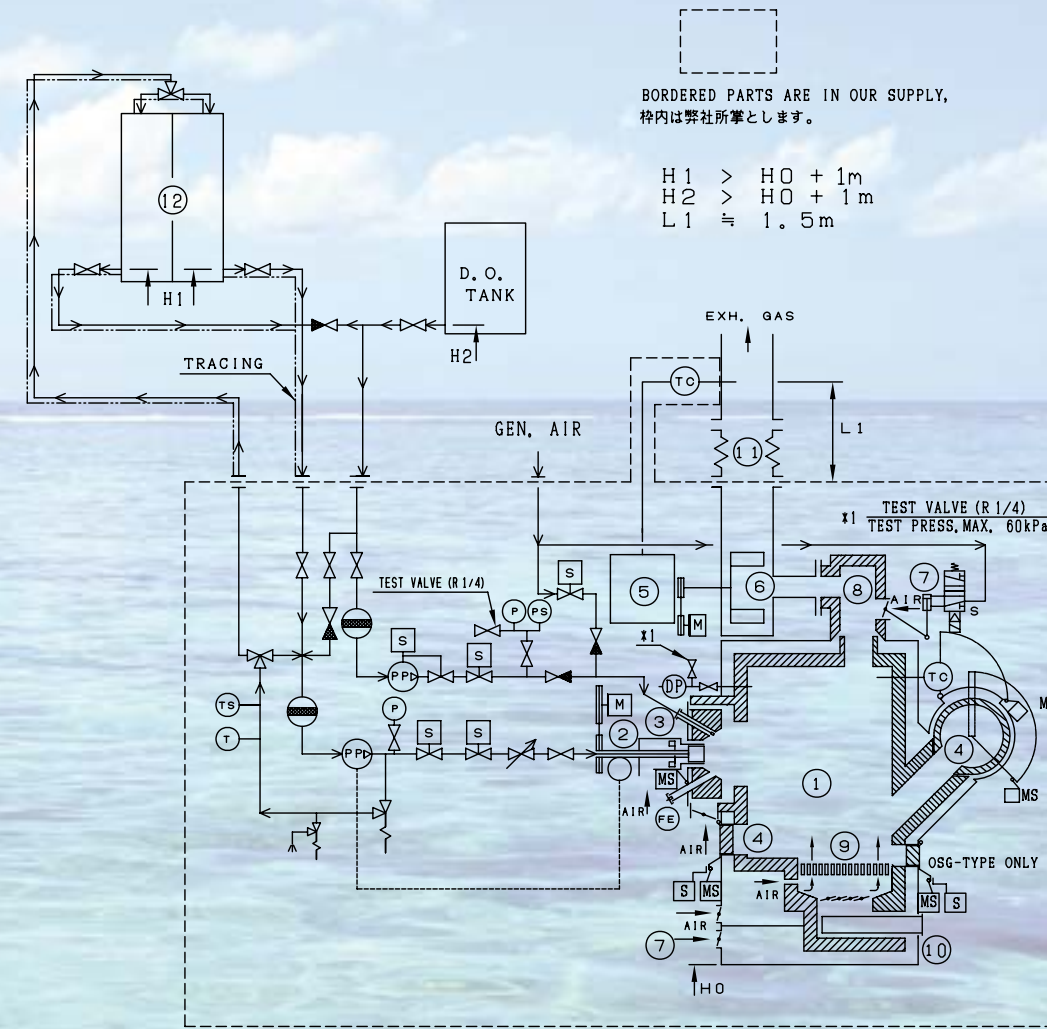 BORDERED PARTS ARE IN OUR SUPPLY,
枠内は弊社所掌とします。
H1 > HO + 1m
H2 > HO + 1m
L1 ≒ 1. 5m
12
H1
D. O.
TANK
H2
TRACING
EXH. GAS
TC
GEN. AIR
11
L1
TEST VALVE (R 1/4)
*1
TEST PRESS. MAX. 60kPa
S
5
6
8
7
AIR
S
TEST VALVE (R 1/4)
P
PS
M
*1
S
S
PP
DP
TC
M
TS
P
M
3
2
4
T
S
S
PP
MS
1
MS
AIR
FE
4
9
AIR
OSG-TYPE ONLY
S
MS
AIR
MS
S
AIR
7
10
HO